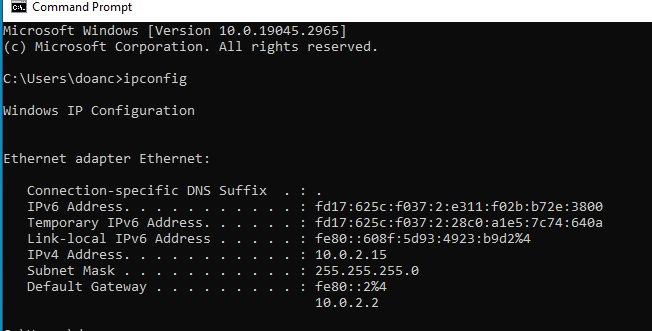 Command Prompt
Microsoft Windows [Version 10.0.19045.2965]
(c) Microsoft Corporation. All rights reserved.
C:\Users\doanc>ipconfig
Windows IP Configuration
Ethernet adapter Ethernet:
Connection-specific DNS Suffix  . : .
IPv6 Address. . . . . . . . . . . : fd17:625c:f037:2:e311:f02b:b72e:3800
Temporary IPv6 Address. . . . . . : fd17:625c:f037:2:28c0:a1e5:7c74:640a
Link-local IPv6 Address . . . . . : fe80::608f:5d93:4923:b9d2%4
IPv4 Address. . . . . . . . . . . : 10.0.2.15
Subnet Mask . . . . . . . . . . . : 255.255.255.0
Default Gateway . . . . . . . . . : fe80::2%4
10.0.2.2